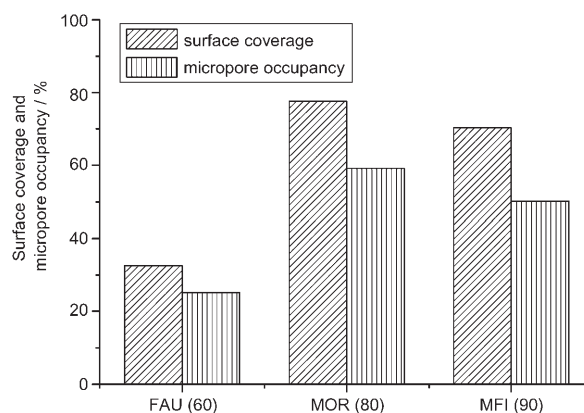 Surface coverage and
micropore occupancy / %
100
80
60
40
20
0
surface coverage
micropore occupancy
FAU (60)
MOR (80)
MFI (90)